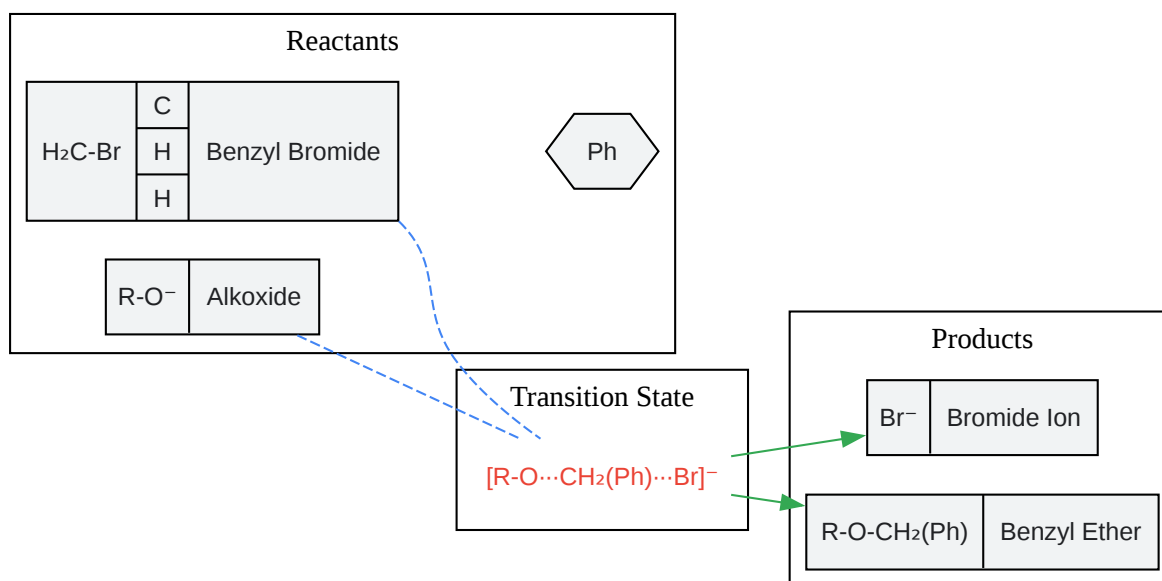 Reactants
H₂C-Br
C
H
H
Benzyl Bromide
Ph
R-O⁻
Alkoxide
Transition State
[R-O···CH₂(Ph)···Br]⁻
Products
Br⁻
Bromide Ion
R-O-CH₂(Ph)
Benzyl Ether